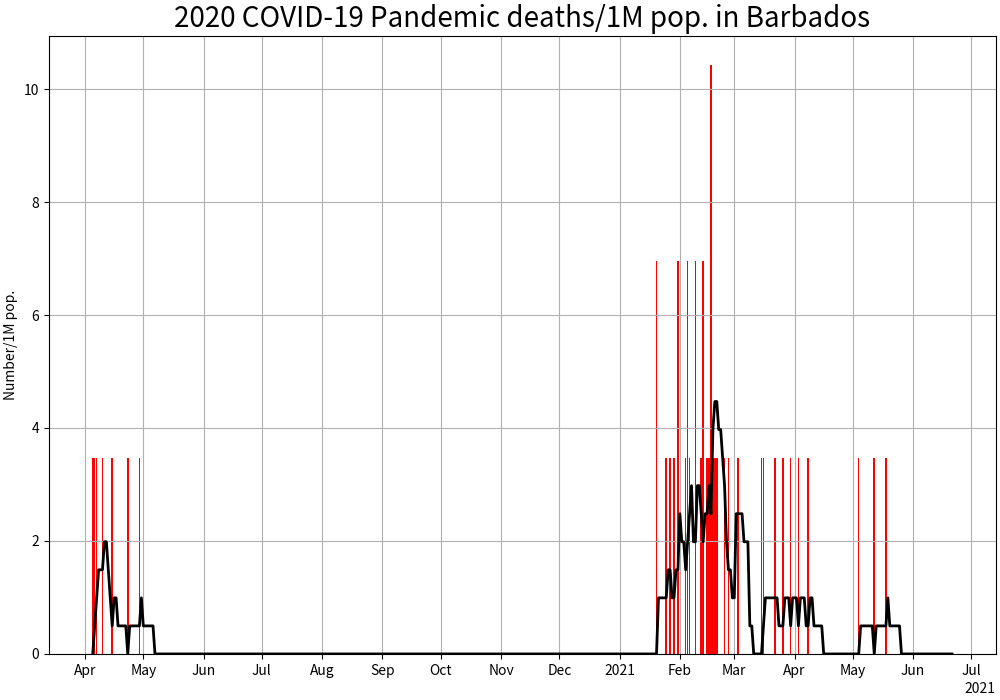 2020 COVID-19 Pandemic deaths/1M pop. in Barbados
Number/1M pop.
10
8
6
4
2
0
Apr May Jun Jul Aug Sep Oct Nov Dec 2021 Feb Mar Apr May Jun Jul
2021